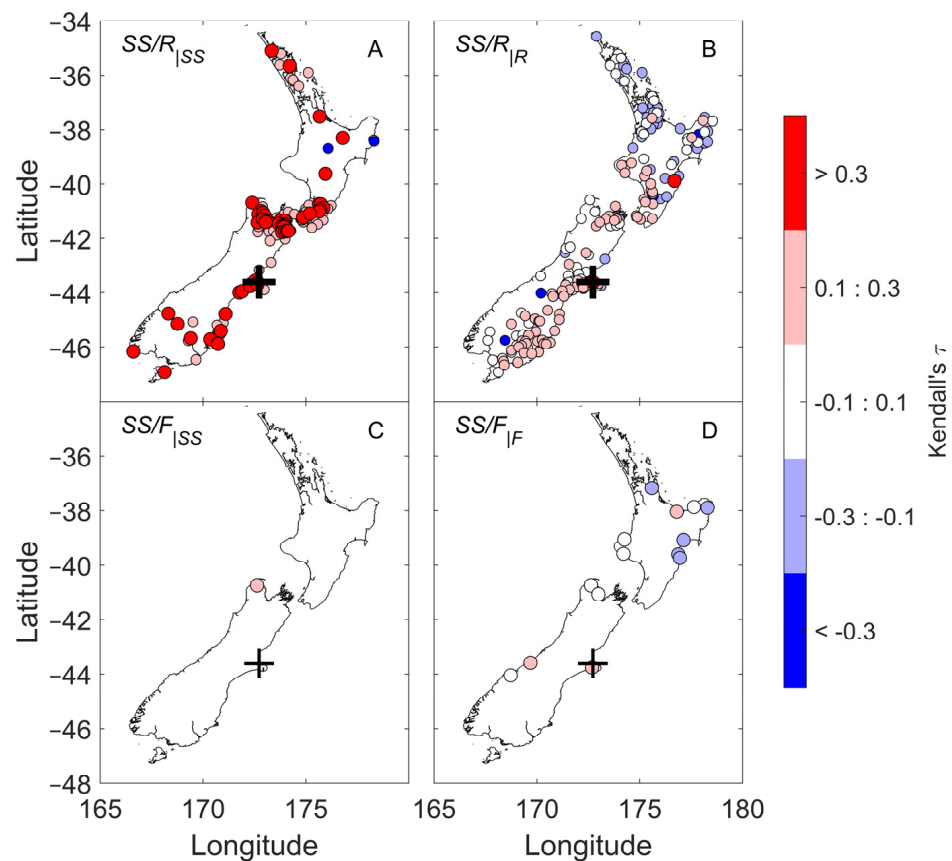 SS/R|SS
A
SS/R|R
B
−34
−36
−38
−40
−42
−44
−46
Latitude
SS/F|SS
C
SS/F|F
D
−36
−38
−40
−42
−44
−46
−48
Latitude
165
170
175
165
170
175
180
Longitude
Longitude
> 0.3
0.1 : 0.3
-0.1 : 0.1
-0.3 : -0.1
< -0.3
Kendall's τ